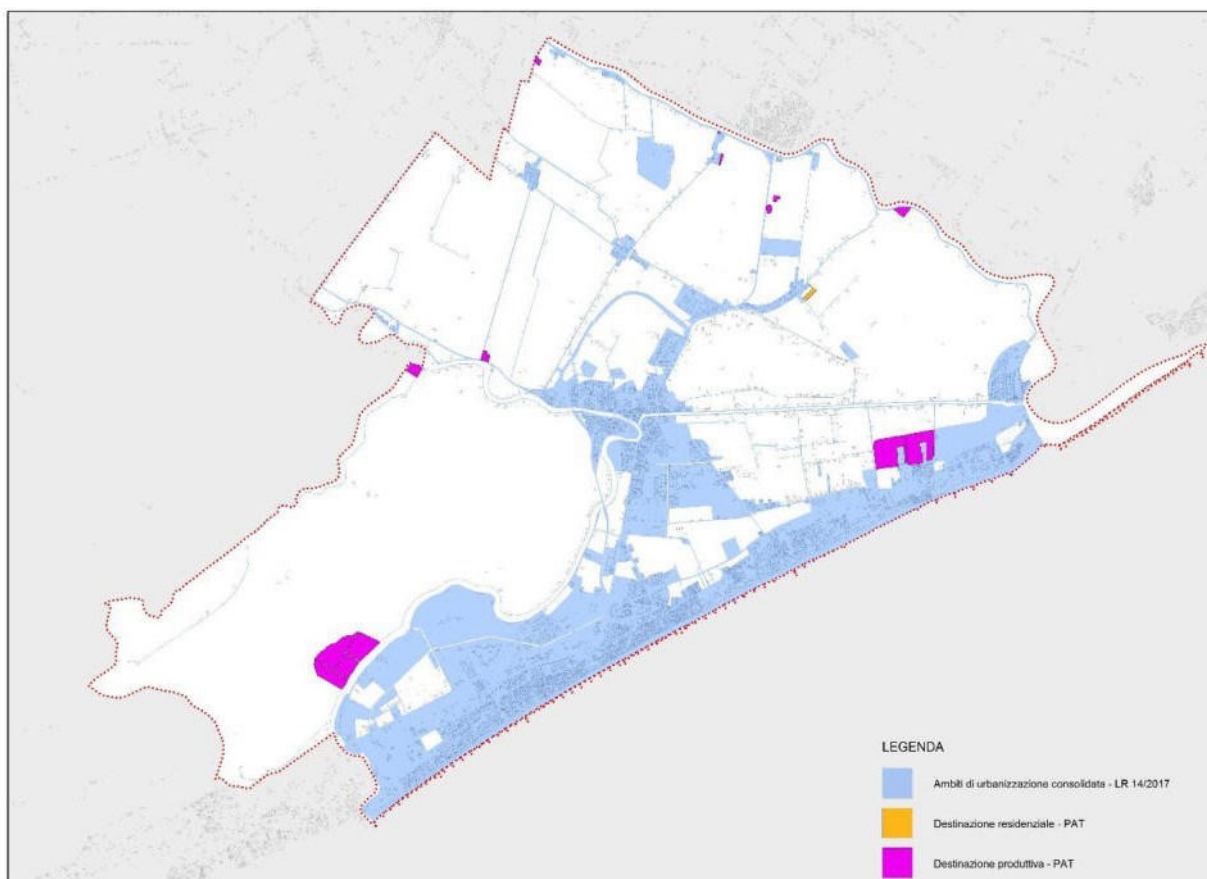 LEGENDA
Ambiti di urbanizzazione consolidata - LR 14/2017
Destinazione residenziale - PAT
Destinazione produttiva - PAT